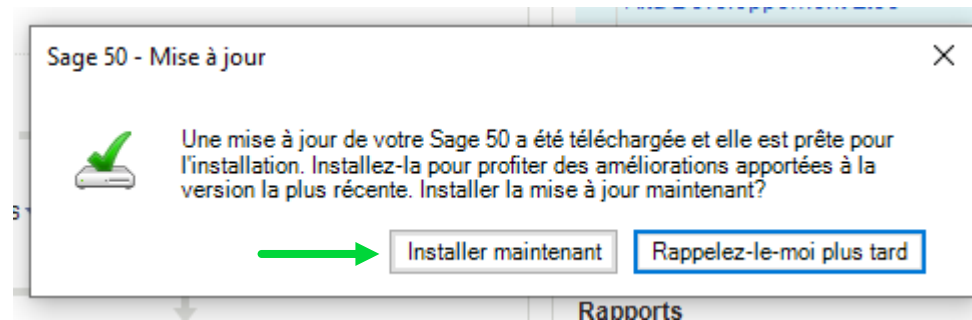 Sage 50 - Mise à jour
Une mise à jour de votre Sage 50 a été téléchargée et elle est prête pour
l'installation. Installez-la pour profiter des améliorations apportées à la
version la plus récente. Installer la mise à jour maintenant?
Installer maintenant
Rappelez-le-moi plus tard
Rapports